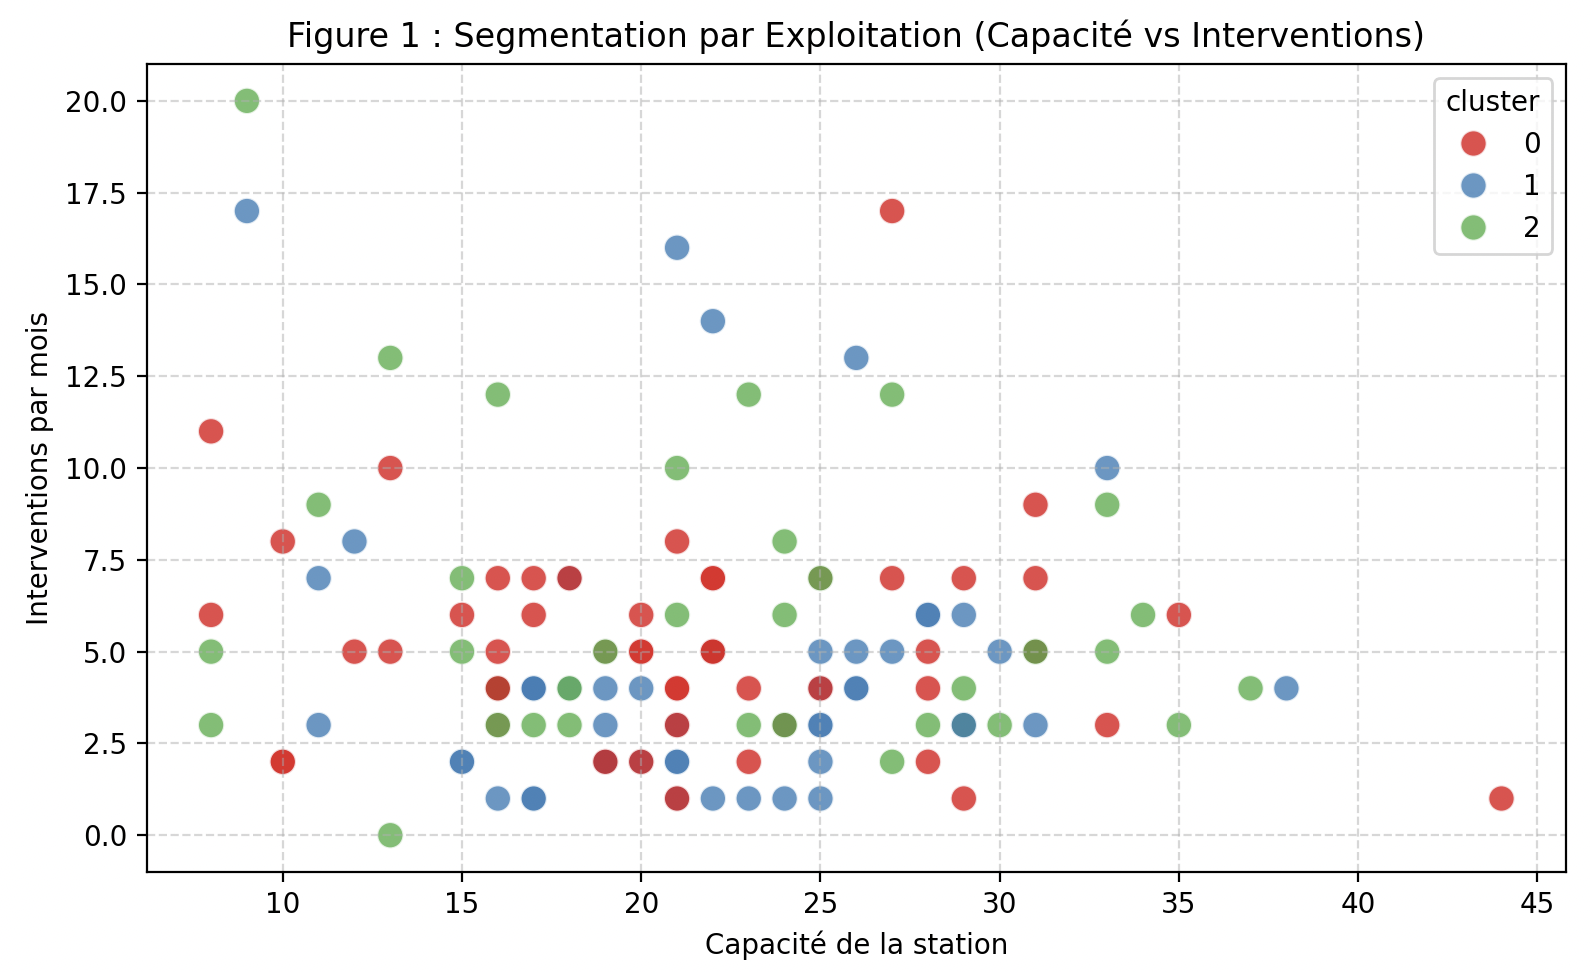 Figure 1 : Segmentation par Exploitation (Capacité vs Interventions)
cluster
0
1
2
Interventions par mois
20.0
17.5
15.0
12.5
10.0
7.5
5.0
2.5
0.0
10 15 20 25 30 35 40 45
Capacité de la station